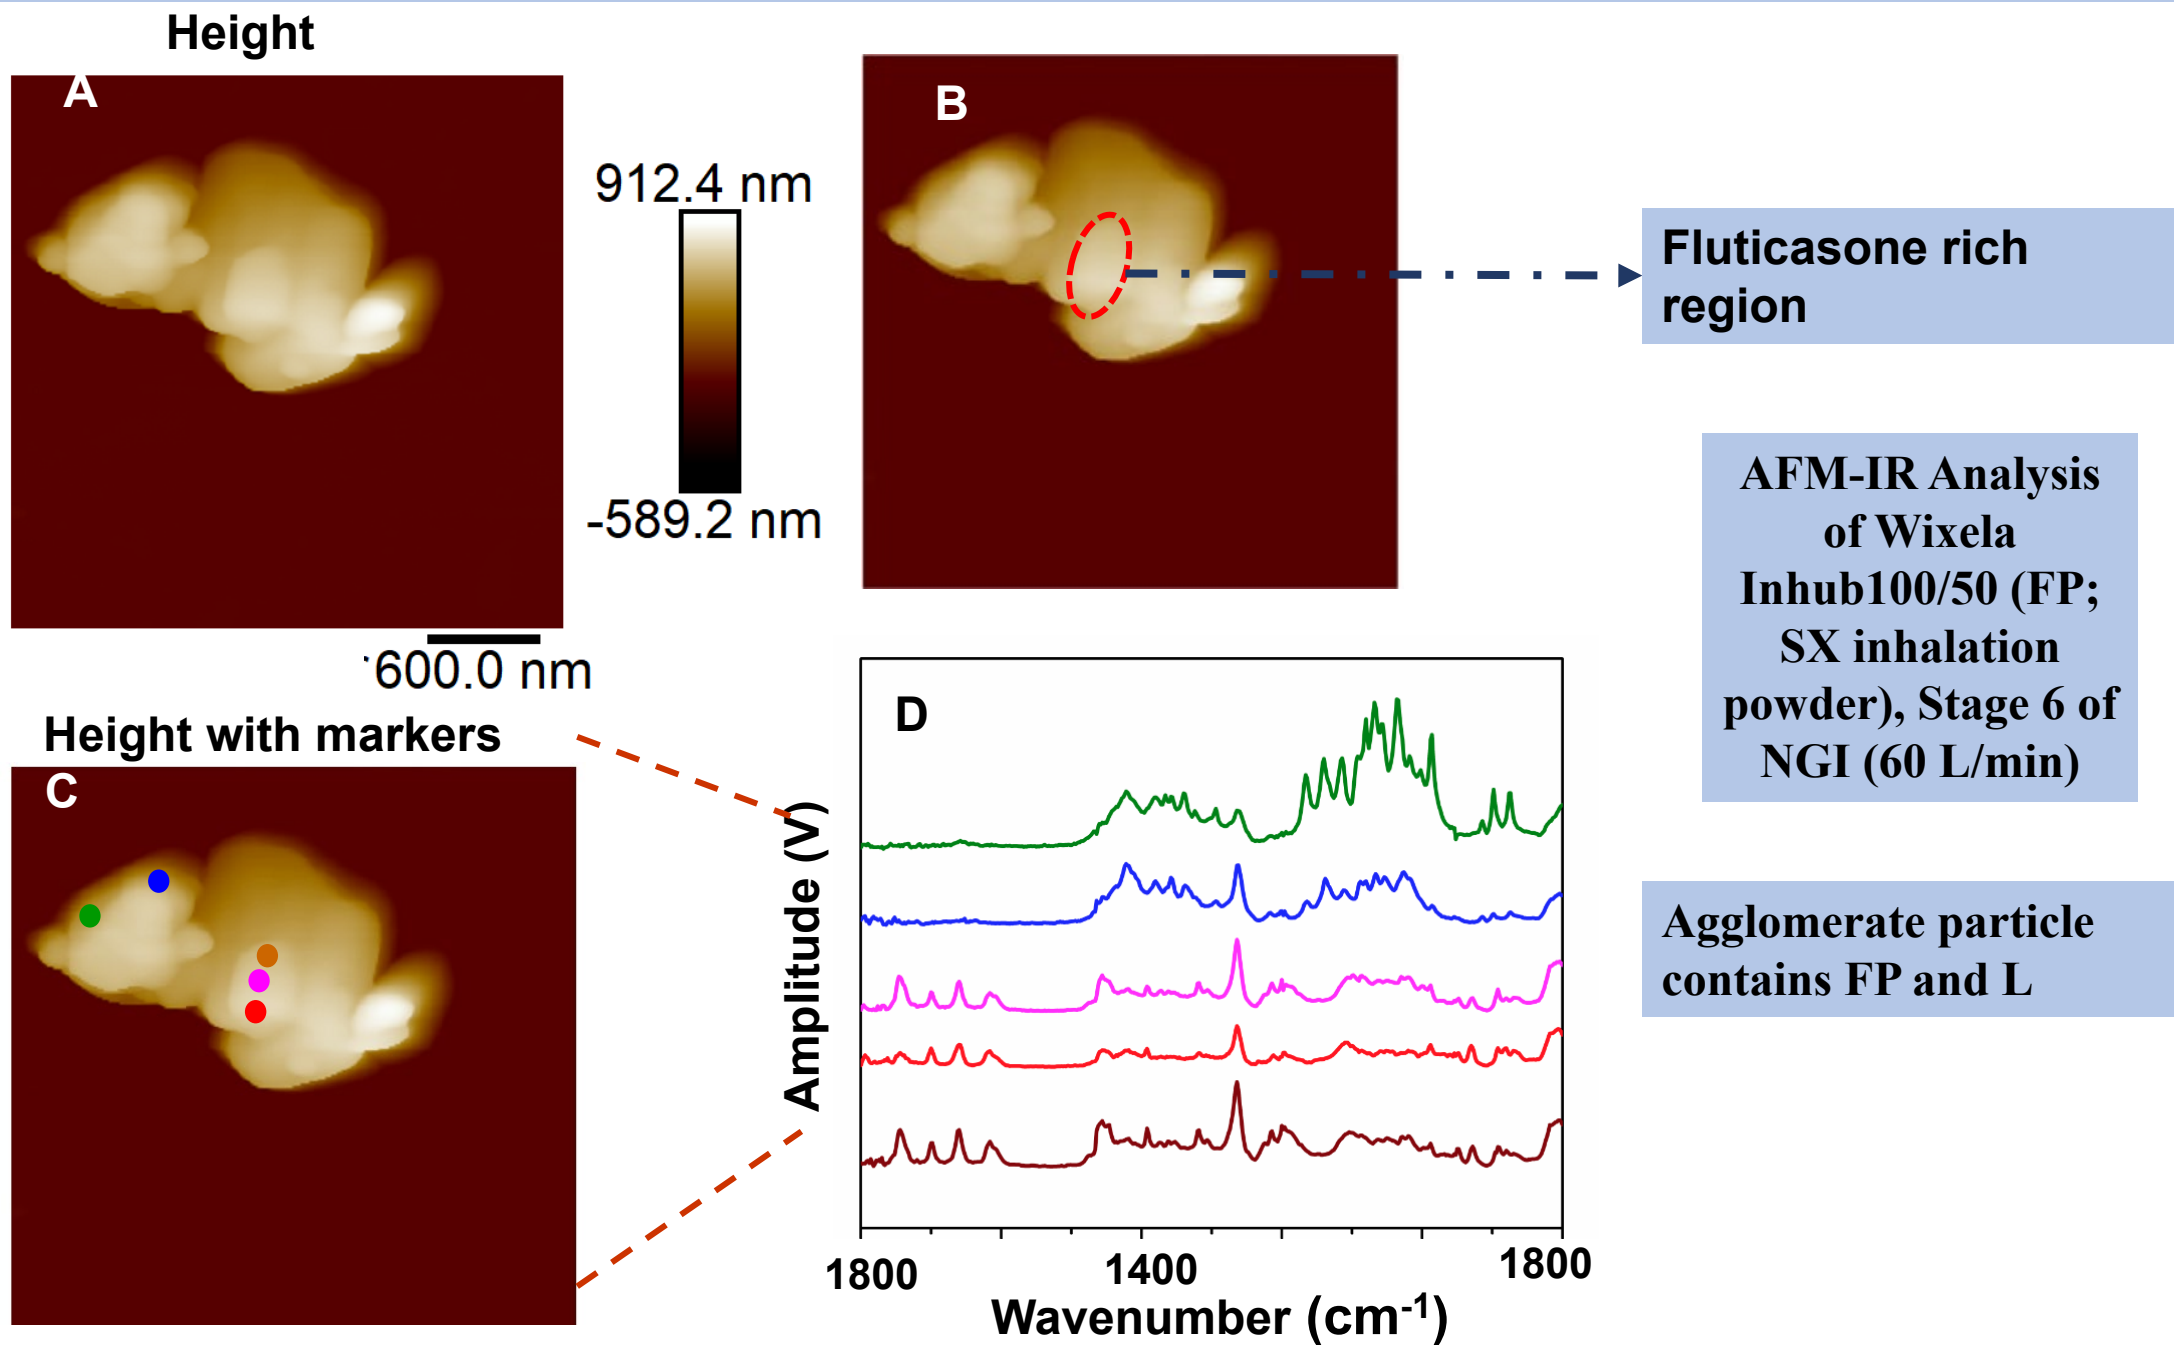 Height
A
B
912.4 nm
-589.2 nm
600.0 nm
Fluticasone rich
region
AFM-IR Analysis
of Wixela
Inhub100/50 (FP;
SX inhalation
powder), Stage 6 of
NGI (60 L/min)
Height with markers
C
D
Amplitude (V)
1800
1400
1800
Wavenumber (cm-1)
Agglomerate particle
contains FP and L